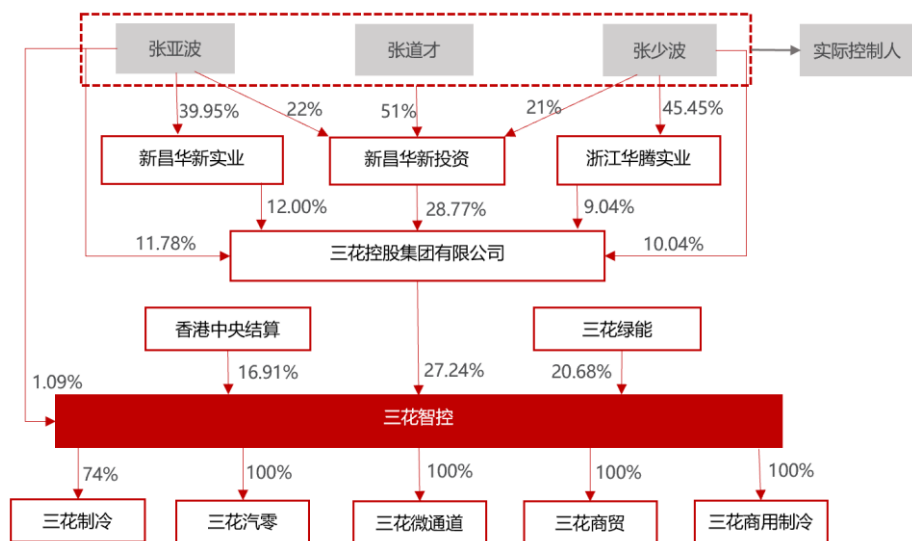 张亚波
张道才
张少波
实际控制人
39.95%
22%
51%
21%
45.45%
新昌华新实业
新昌华新投资
浙江华腾实业
12.00%
28.77%
9.04%
11.78%
三花控股集团有限公司
10.04%
香港中央结算
三花绿能
1.09%
16.91%
27.24%
20.68%
三花智控
74%
100%
100%
100%
100%
三花制冷
三花汽零
三花微通道
三花商贸
三花商用制冷